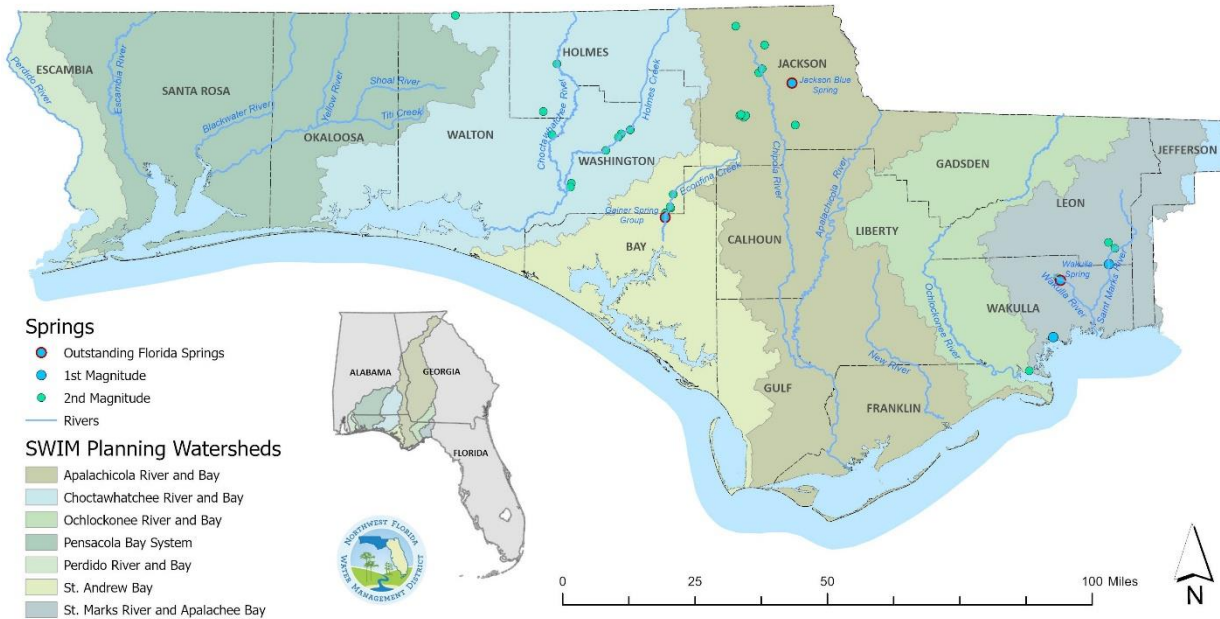 ESCAMBIA
Perdido River
Escambia River
SANTA ROSA
Blackwater River
Yellow River
Shoal River
Titi Creek
OKALOOSA
WALTON
HOLMES
Choctawhatchee River
Holmes Creek
WASHINGTON
Econfina Creek
Gainer Spring
Group
BAY
JACKSON
Jackson Blue
Spring
Chipola River
Apalachicola River
CALHOUN
LIBERTY
GADSDEN
JEFFERSON
LEON
Ochlockonee River
WAKULLA
Wakulla
Spring
Wakulla River
Saint Marks River
New River
GULF
FRANKLIN
Springs
Outstanding Florida Springs
1st Magnitude
2nd Magnitude
Rivers
SWIM Planning Watersheds
Apalachicola River and Bay
Choctawhatchee River and Bay
Ochlockonee River and Bay
Pensacola Bay System
Perdido River and Bay
St. Andrew Bay
St. Marks River and Apalachee Bay
ALABAMA
GEORGIA
FLORIDA
NORTHWEST FLORIDA
WATER MANAGEMENT DISTRICT
0 25 50 100 Miles
N